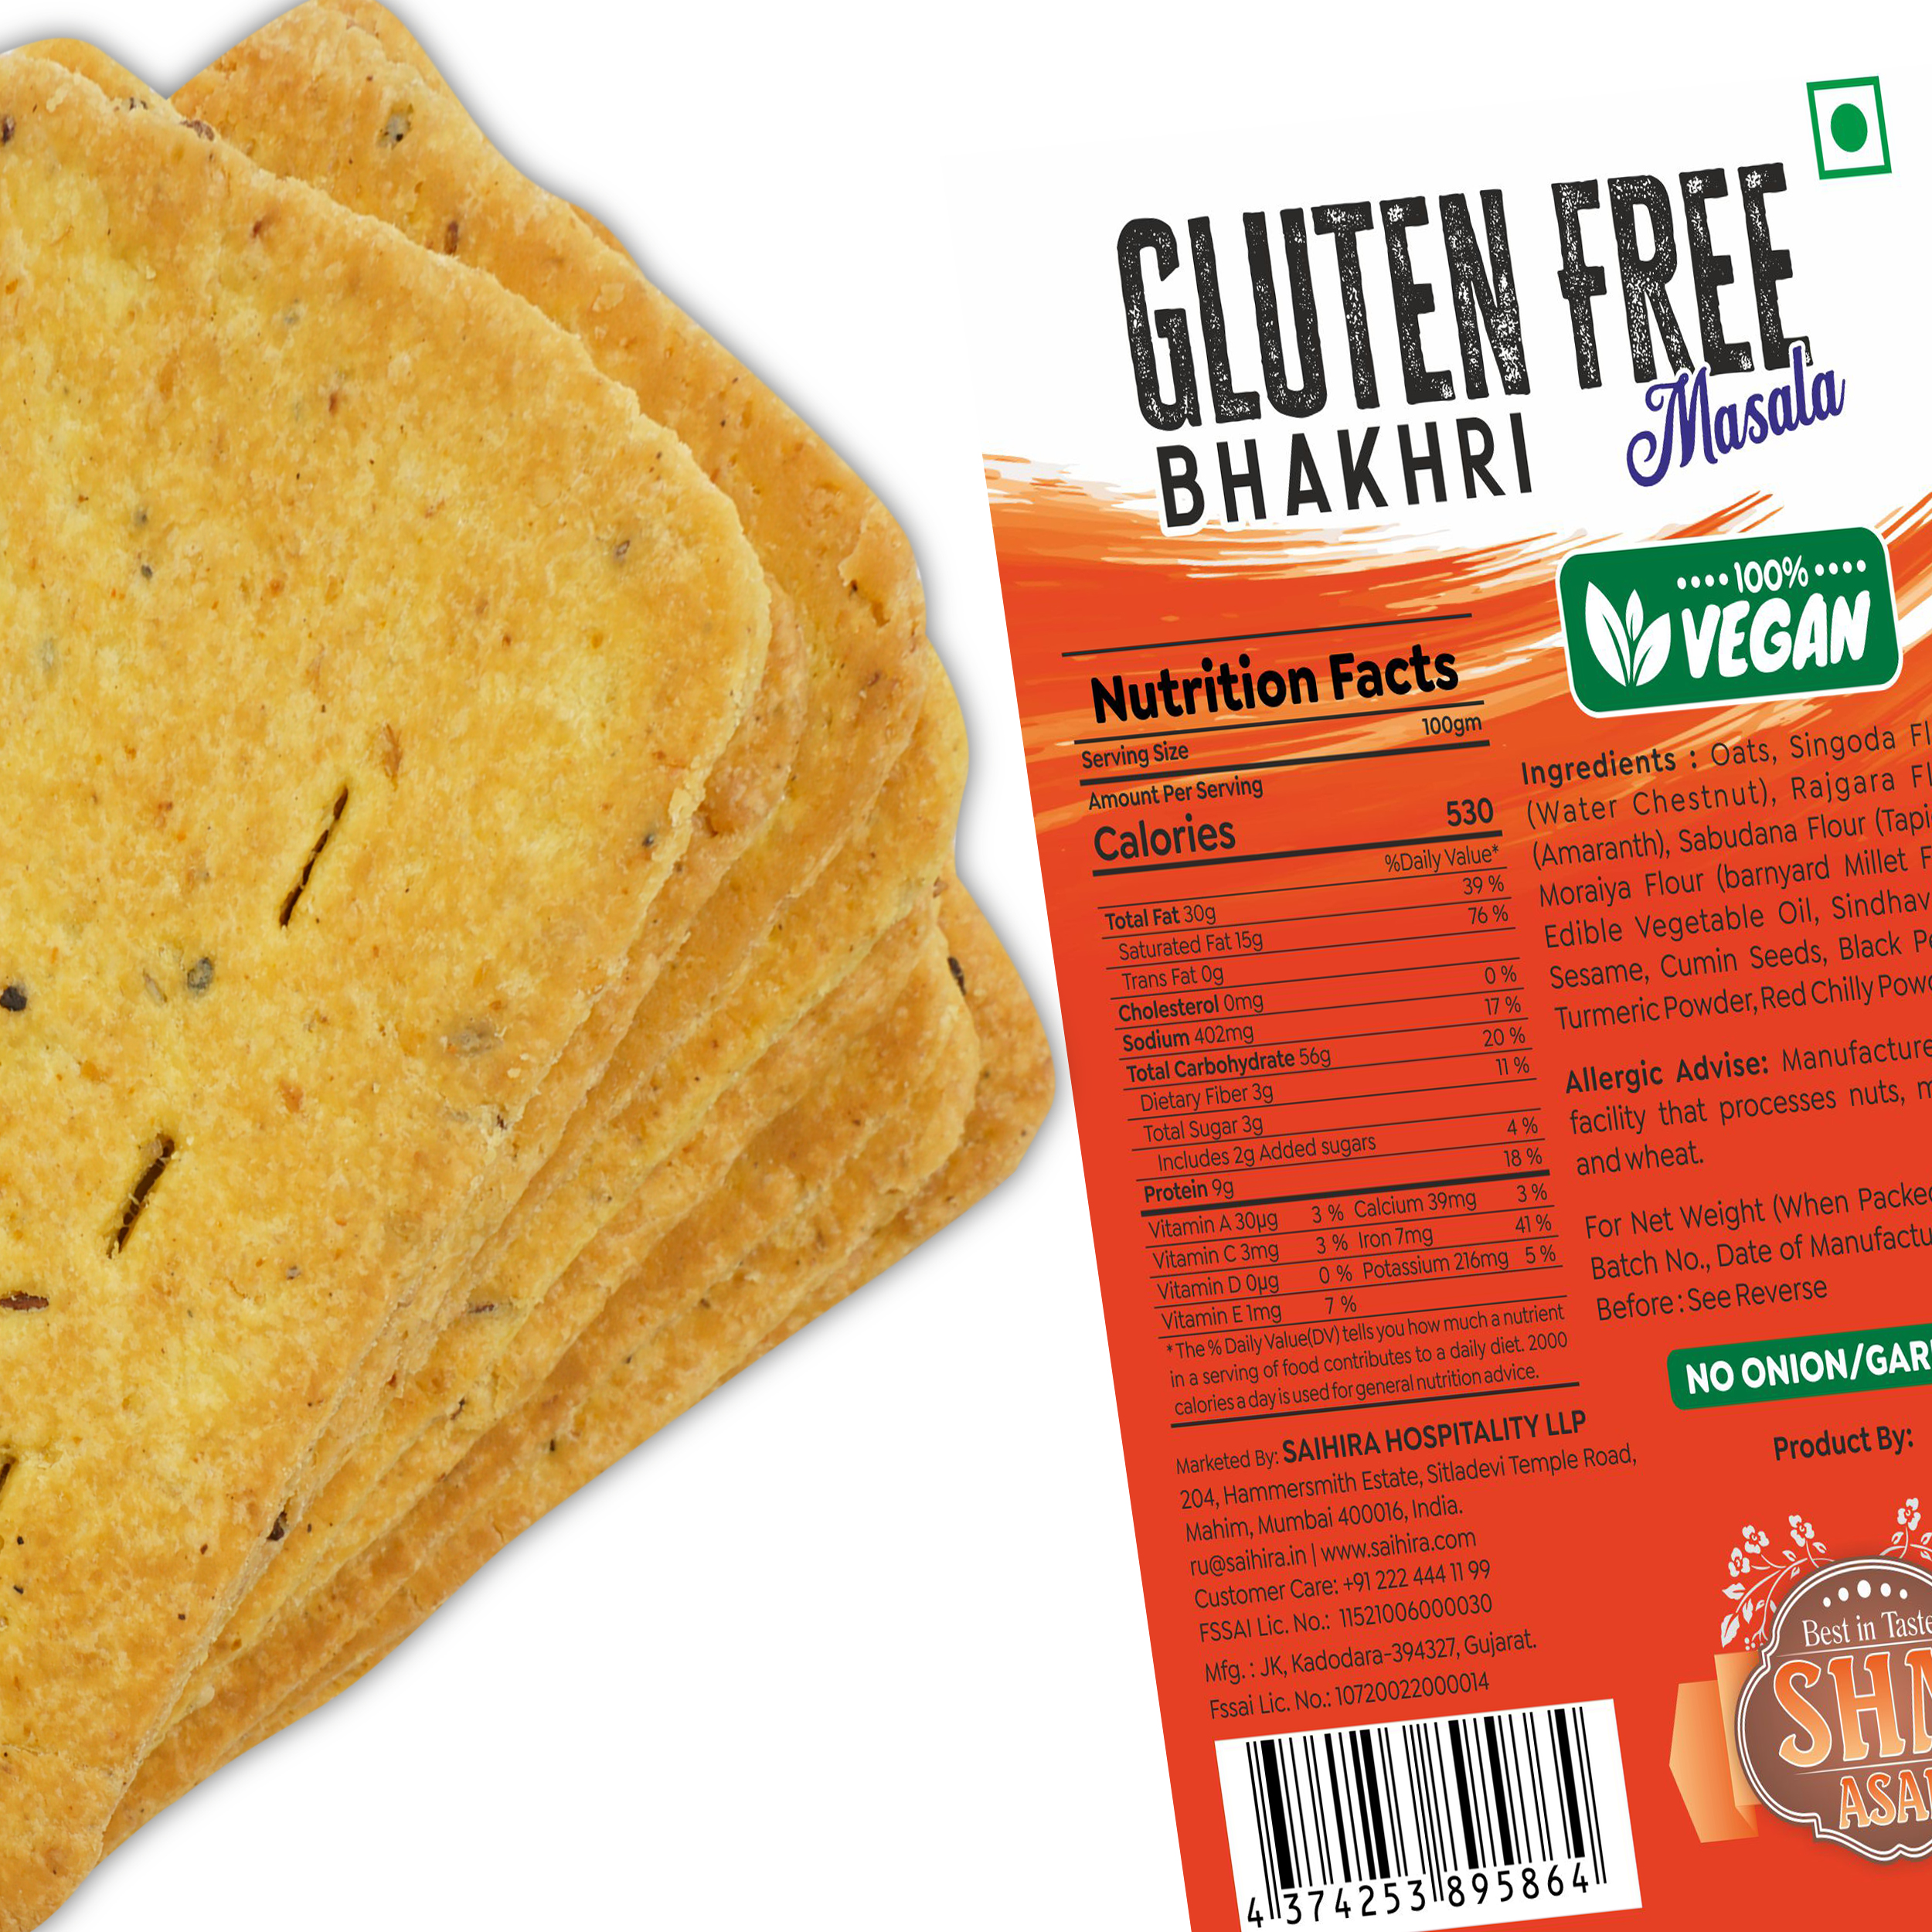 GLUTEN FREE
BHAKHRI
Masala
100%
VEGAN
Nutrition Facts
Serving Size 100gm
Amount Per Serving
Calories 530
%Daily Value*
Total Fat 30g 39 %
Saturated Fat 15g 76 %
Trans Fat 0g
Cholesterol 0mg 0 %
Sodium 402mg 17 %
Total Carbohydrate 56g 20 %
Dietary Fiber 3g 11 %
Total Sugar 3g
Includes 2g Added sugars 4 %
Protein 9g 18 %
Vitamin A 30µg 3 % Calcium 39mg 3 %
Vitamin C 3mg 3 % Iron 7mg 41 %
Vitamin D 0µg 0 % Potassium 216mg 5 %
Vitamin E 1mg 7 %
*The % Daily Value(DV) tells you how much a nutrient
in a serving of food contributes to a daily diet. 2000
calories a day is used for general nutrition advice.
Marketed By: SAIHIRA HOSPITALITY LLP
204, Hammersmith Estate, Sitladevi Temple Road,
Mahim, Mumbai 400016, India.
ru@saihira.in | www.saihira.com
Customer Care: +91 222 444 11 99
FSSAI Lic. No.: 11521006000030
Mfg. : JK, Kadodara-394327, Gujarat.
Fssai Lic. No.: 10720022000014
4 374253 895864
Ingredients : Oats, Singoda
(Water Chestnut), Rajgara
(Amaranth), Sabudana Flour
Moraiya Flour (barnyard Millet
Edible Vegetable Oil,
Sesame, Cumin Seeds, Black
Turmeric Powder, Red Chilly
Allergic Advise:
facility that processes nuts,
and wheat.
For Net Weight (When
Batch No., Date of
Before : See Reverse
NO ONION/
Product By:
Best in Taste